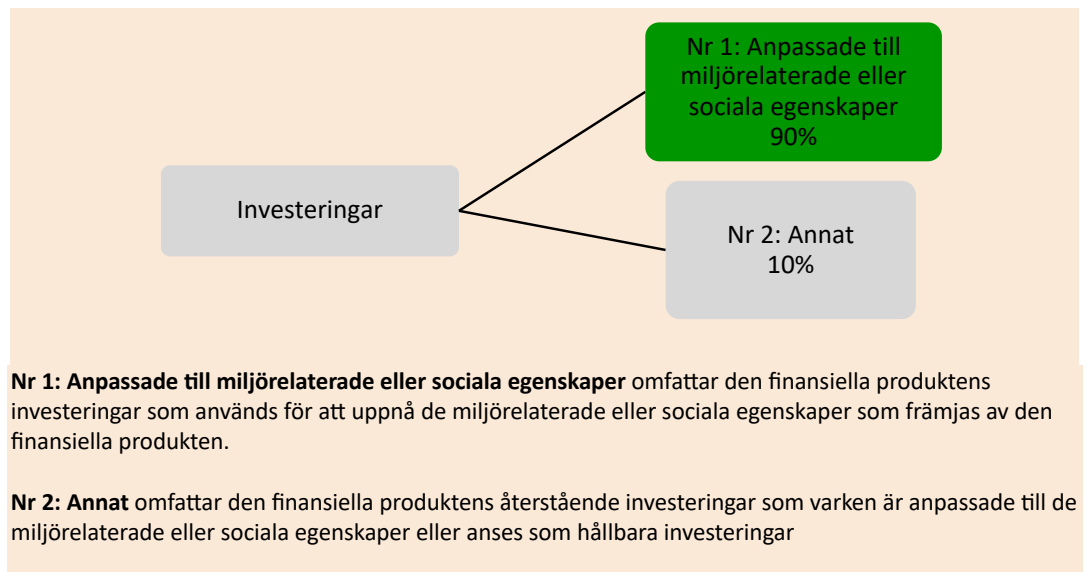 Nr 1: Anpassade till
miljörelaterade eller
sociala egenskaper
90%
Investeringar
Nr 2: Annat
10%
Nr 1: Anpassade till miljörelaterade eller sociala egenskaper omfattar den finansiella produktens
investeringar som används för att uppnå de miljörelaterade eller sociala egenskaper som främjas av den
finansiella produkten.
Nr 2: Annat omfattar den finansiella produktens återstående investeringar som varken är anpassade till de
miljörelaterade eller sociala egenskaper eller anses som hållbara investeringar